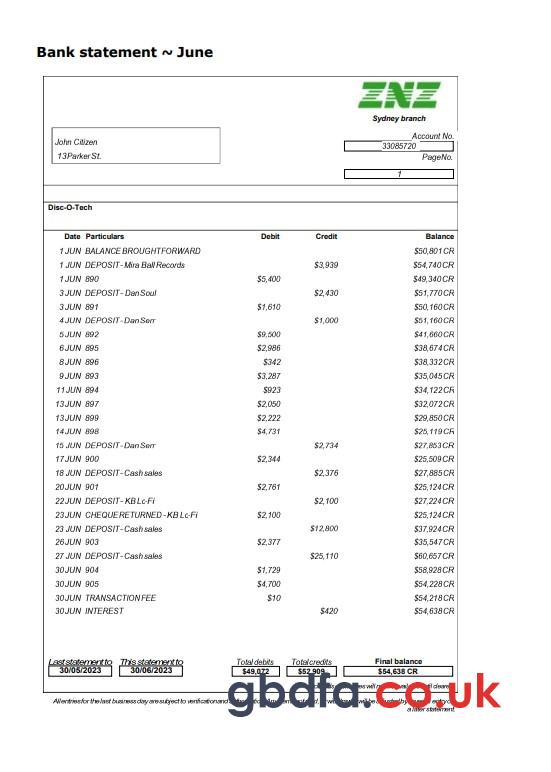 Bank statement ~ June
ZNZ
Sydney branch
Account No.
John Citizen
33085720
13ParkerSt.
PageNo.
1
Disc-O-Tech
Date Particulars Debit Credit Balance
1 JUN BALANCE BROUGHT FORWARD $50,801 CR
1 JUN DEPOSIT - Mira Ball Records $3,939 $54,740 CR
1 JUN 890 $5,400 $49,340 CR
3 JUN DEPOSIT - Dan Soul $2,430 $51,770 CR
3 JUN 891 $1,610 $50,160 CR
4 JUN DEPOSIT - Dan Serr $1,000 $51,160 CR
5 JUN 892 $9,500 $41,660 CR
6 JUN 895 $2,986 $38,674 CR
8 JUN 896 $342 $38,332 CR
9 JUN 893 $3,287 $35,045 CR
11 JUN 894 $923 $34,122 CR
13 JUN 897 $2,050 $32,072 CR
13 JUN 899 $2,222 $29,850 CR
14 JUN 898 $4,731 $25,119 CR
15 JUN DEPOSIT - Dan Serr $2,734 $27,853 CR
17 JUN 900 $2,344 $25,509 CR
18 JUN DEPOSIT - Cash sales $2,376 $27,885 CR
20 JUN 901 $2,761 $25,124 CR
22 JUN DEPOSIT - KB Lc-Fi $2,100 $27,224 CR
23 JUN CHEQUE RETURNED - KB Lc-Fi $2,100 $25,124 CR
23 JUN DEPOSIT - Cash sales $12,800 $37,924 CR
26 JUN 903 $2,377 $35,547 CR
27 JUN DEPOSIT - Cash sales $25,110 $60,657 CR
30 JUN 904 $1,729 $58,928 CR
30 JUN 905 $4,700 $54,228 CR
30 JUN TRANSACTION FEE $10 $54,218 CR
30 JUN INTEREST $420 $54,638 CR
Last statement to This statement to Total debits Total credits Final balance
30/05/2023 30/06/2023 $49,072 $52,909 $54,638 CR
gbdfa.co.uk
All entries for the last business day are subject to verification and
a later statement.